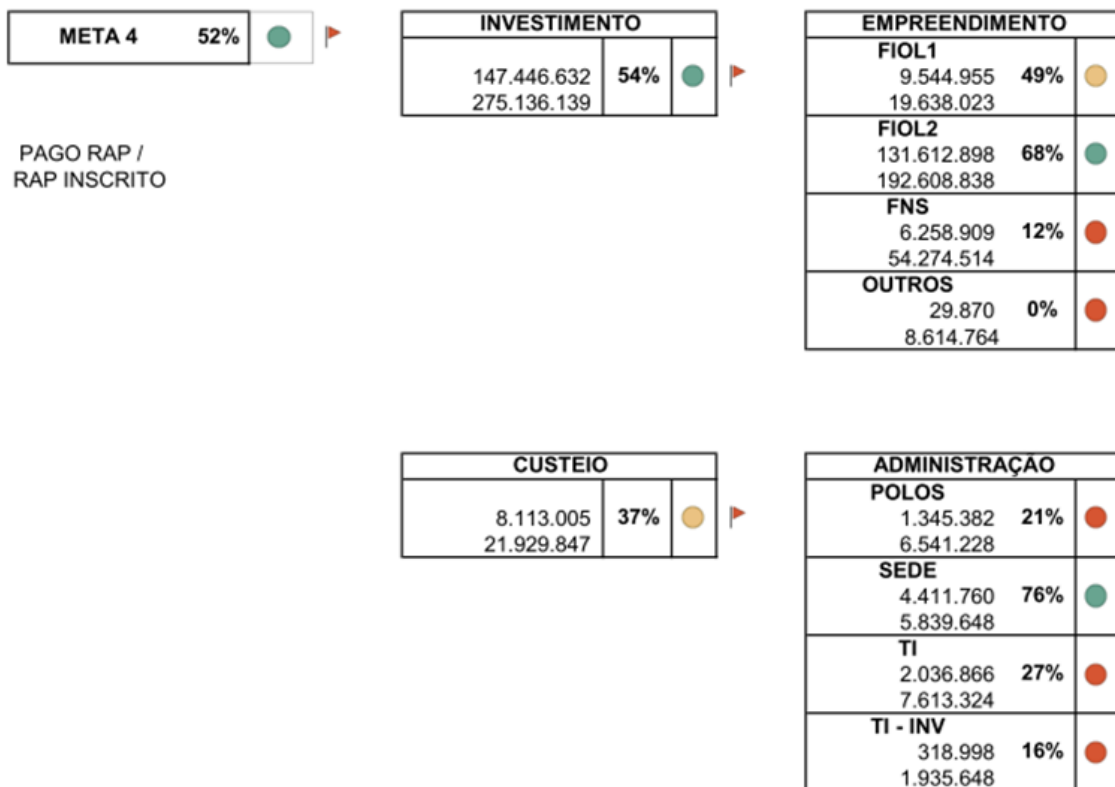 META 4 52%
PAGO RAP /
RAP INSCRITO
INVESTIMENTO
147.446.632 54%
275.136.139
EMPREENDIMENTO
FIOL1
9.544.955 49%
19.638.023
FIOL2
131.612.898 68%
192.608.838
FNS
6.258.909 12%
54.274.514
OUTROS
29.870 0%
8.614.764
CUSTEIO
8.113.005 37%
21.929.847
ADMINISTRAÇÃO
POLOS
1.345.382 21%
6.541.228
SEDE
4.411.760 76%
5.839.648
TI
2.036.866 27%
7.613.324
TI - INV
318.998 16%
1.935.648